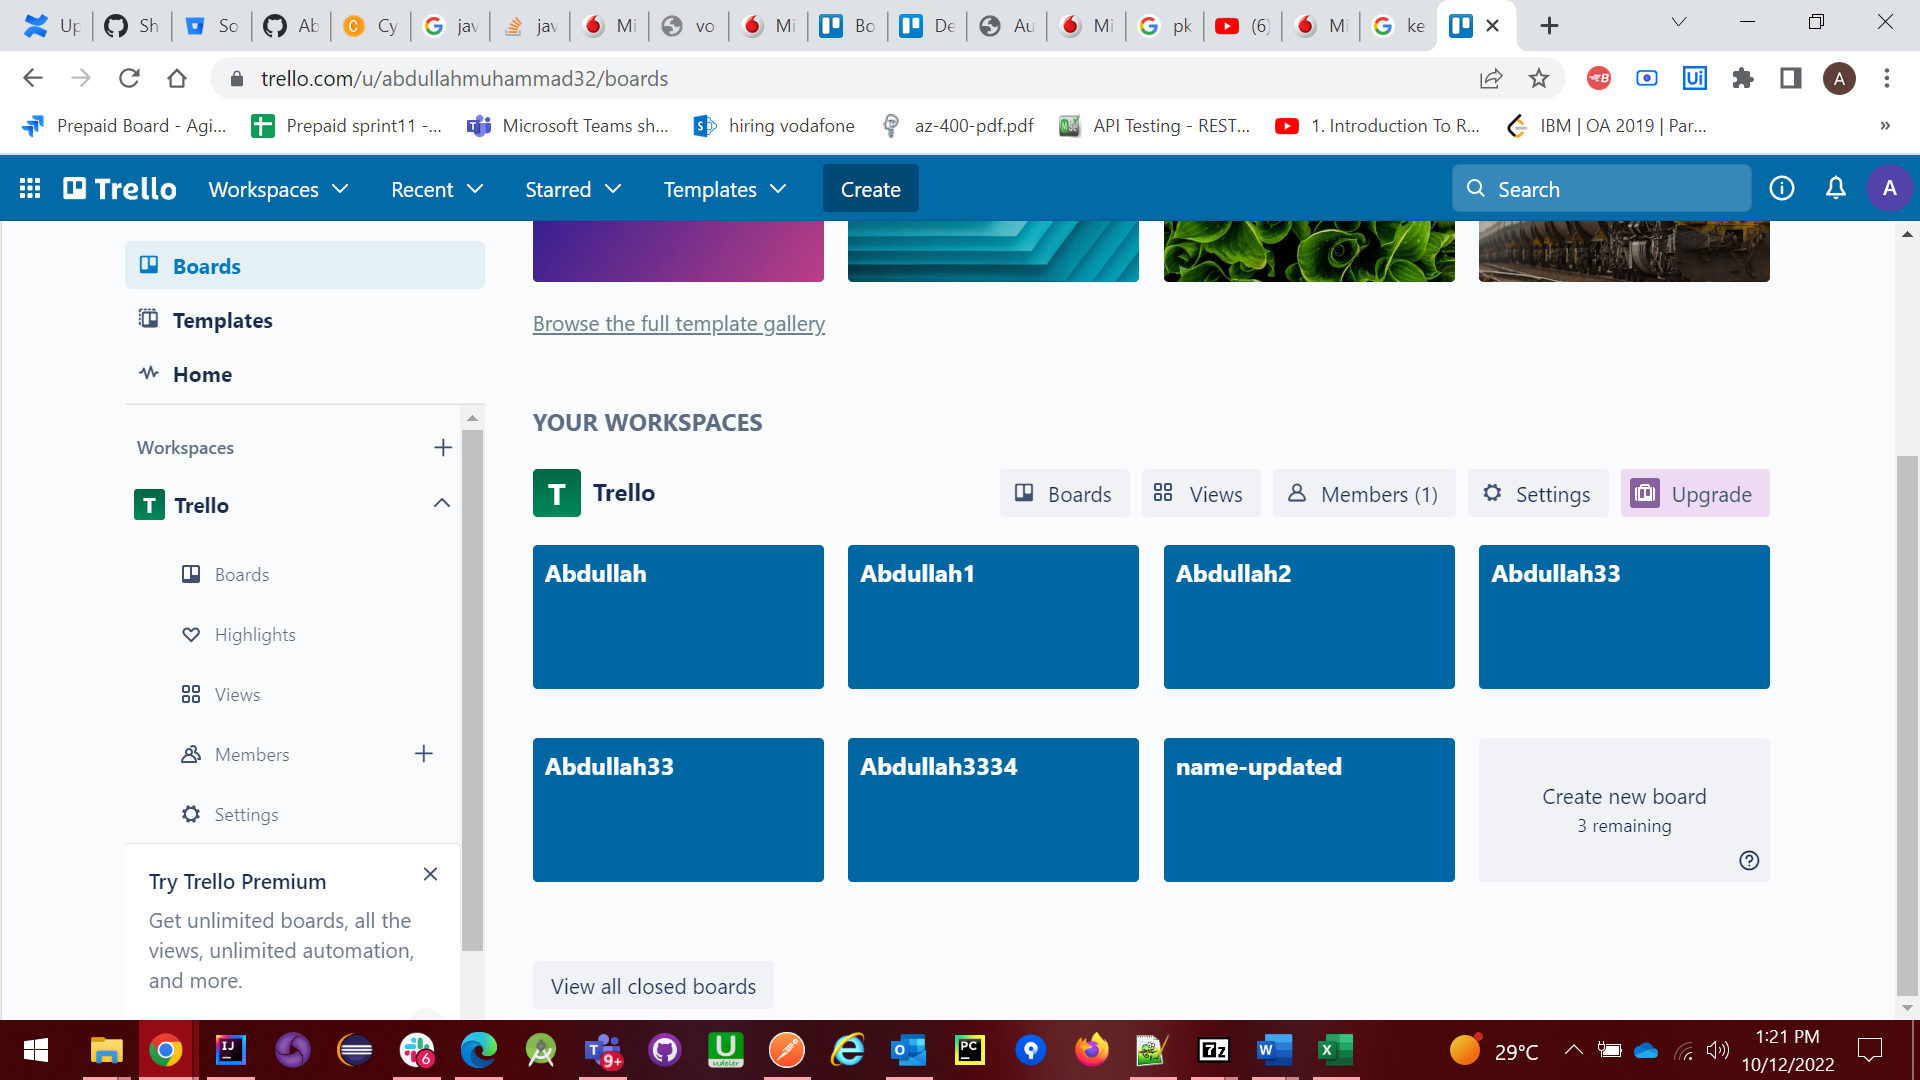 Up Sh So Ab Cy jav jav Mi vo Mi Bo De Au Mi pk (6) Mi ke
trello.com/u/abdullahmuhammad32/boards
A
Prepaid Board - Agi... Prepaid sprint11 -... Microsoft Teams sh... hiring vodafone az-400-pdf.pdf API Testing - REST... 1. Introduction To R... IBM | OA 2019 | Par... »
Trello Workspaces Recent Starred Templates Create Search A
Boards
Templates
Home
Workspaces
T Trello
Boards
Highlights
Views
Members
Settings
Try Trello Premium
Get unlimited boards, all the
views, unlimited automation,
and more.
Browse the full template gallery
YOUR WORKSPACES
T Trello Boards Views Members (1) Settings Upgrade
Abdullah Abdullah1 Abdullah2 Abdullah33
Abdullah33 Abdullah3334 name-updated
Create new board
3 remaining
View all closed boards
29°C
1:21 PM
10/12/2022